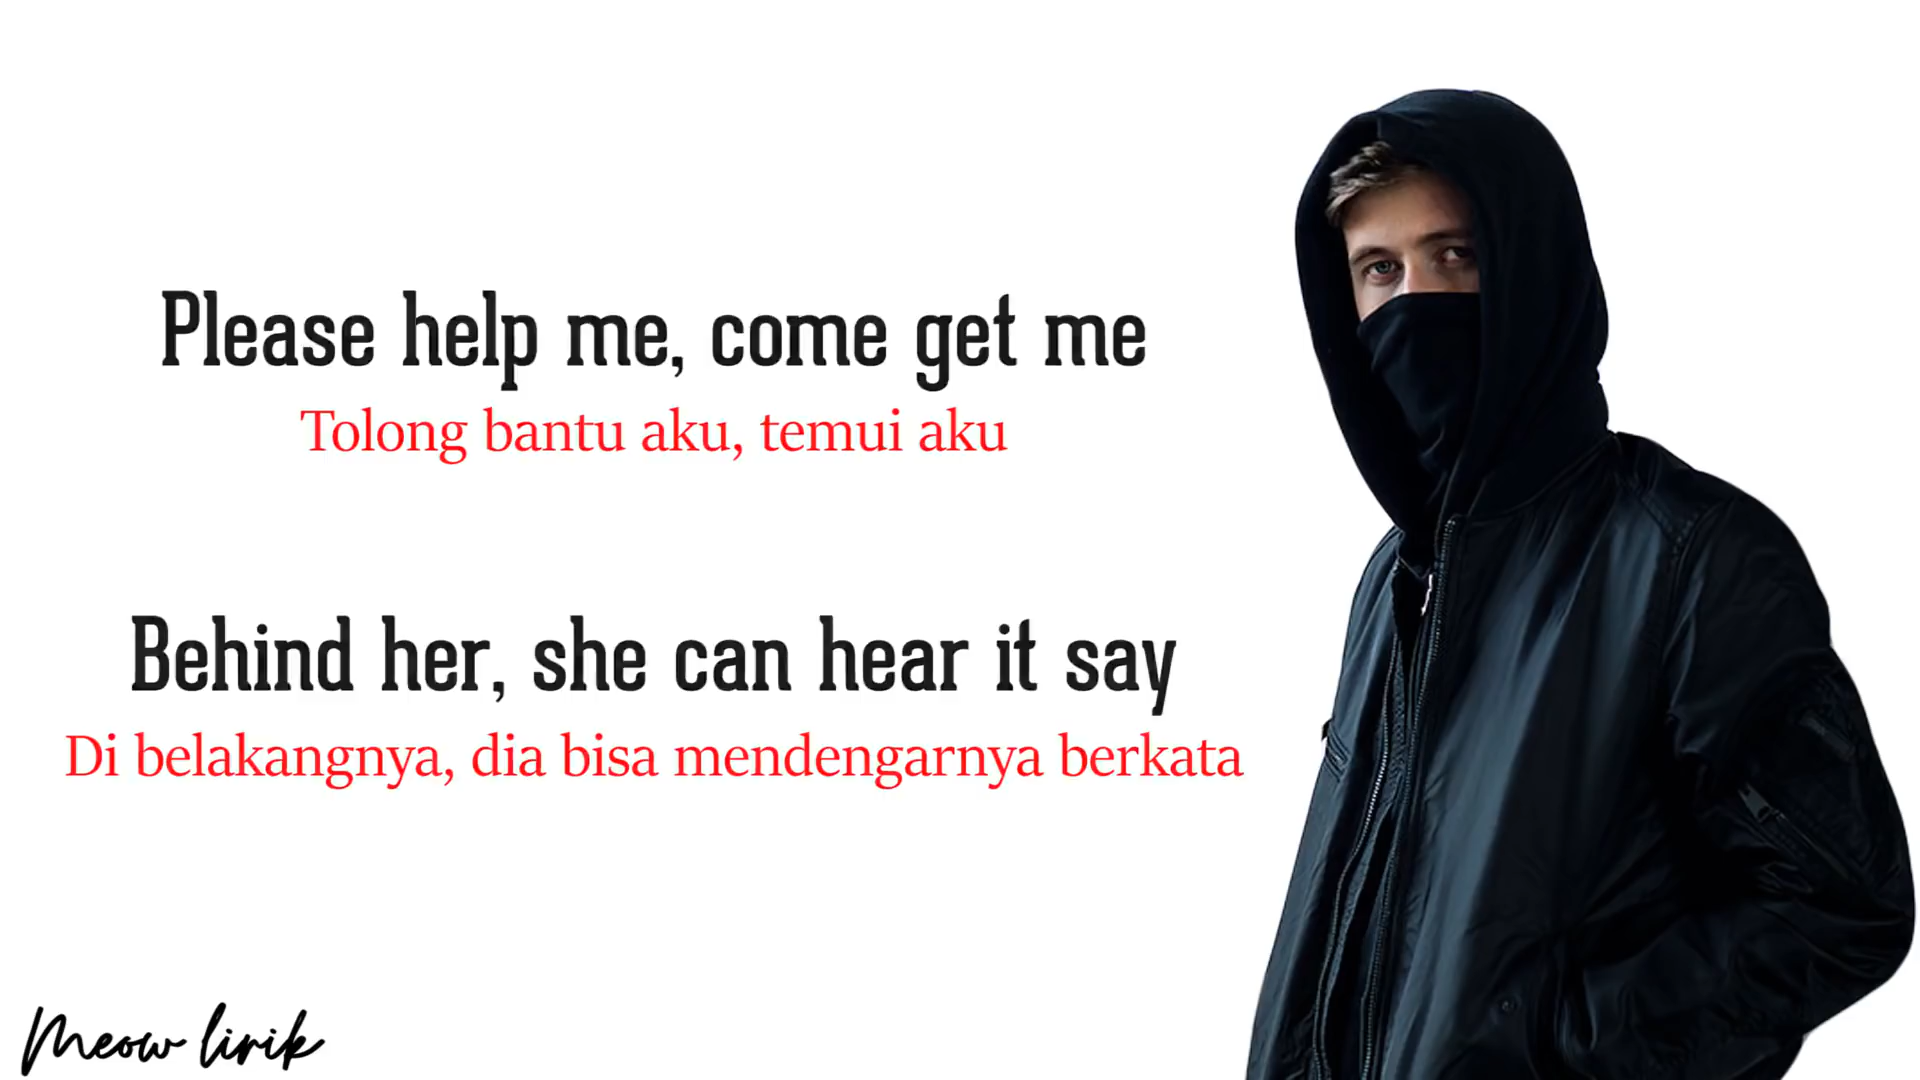 Please help me, come get me
Tolong bantu aku, temui aku
Behind her, she can hear it say
Di belakangnya, dia bisa mendengarnya berkata
Meow lirik